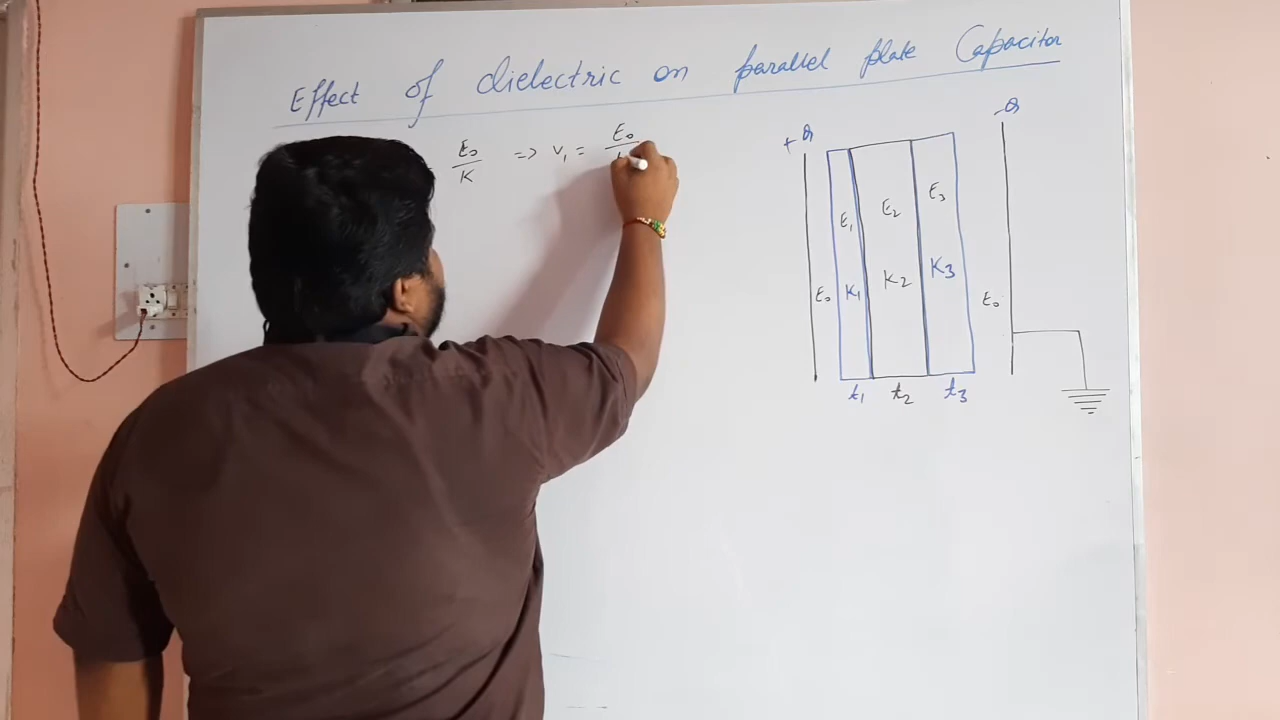 Effect of dielectric on parallel plate Capacitor
E₀/K => V₁ = E₀
+Q -Q
E₁ E₂ E₃
E₀ K₁ K₂ K₃ E₀
t₁ t₂ t₃